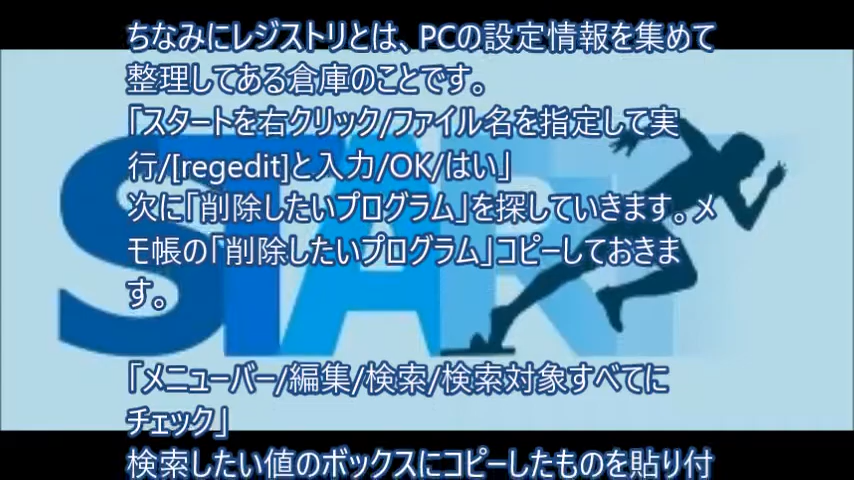 ちなみにレジストリとは、PCの設定情報を集めて
整理してある倉庫のことです。
「スタートを右クリック/ファイル名を指定して実
行/[regedit]と入力/OK/はい」
次に「削除したいプログラム」を探していきます。メ
モ帳の「削除したいプログラム」コピーしておきま
す。
「メニューバー/編集/検索/検索対象すべてに
チェック」
検索したい値のボックスにコピーしたものを貼り付
START